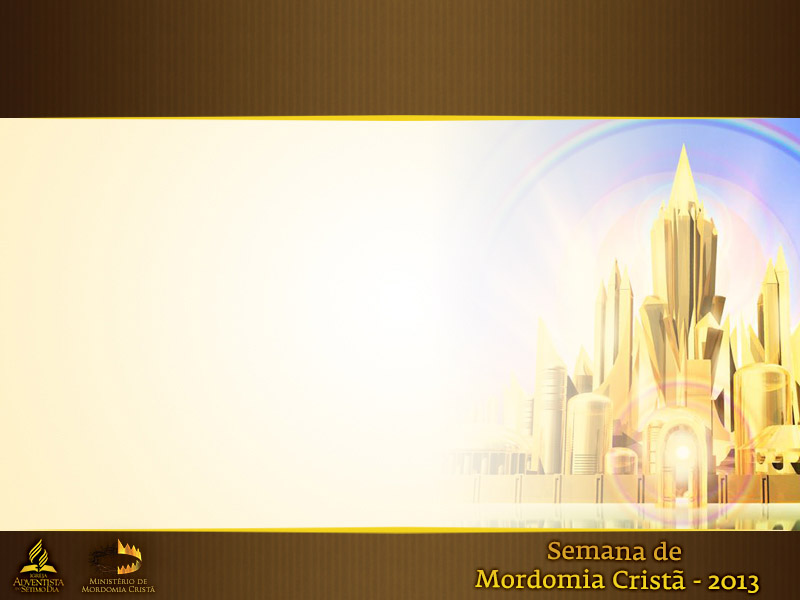 IGREJA
ADVENTISTA
DO SÉTIMO DIA
MINISTÉRIO DE
MORDOMIA CRISTÃ
Semana de
Mordomia Cristã - 2013